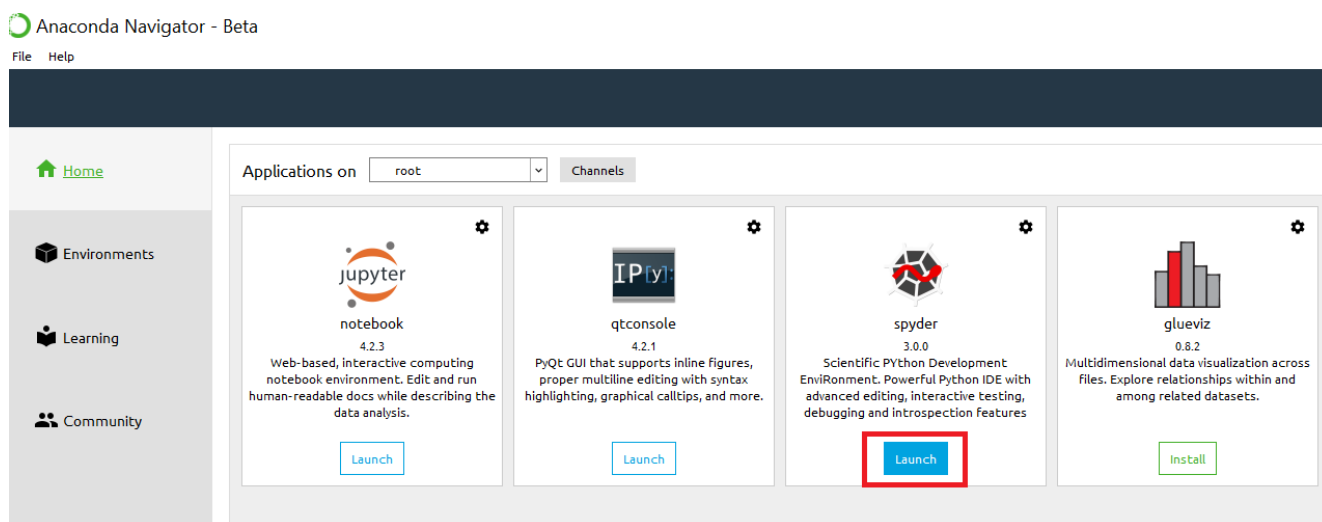 Anaconda Navigator - Beta
File Help
Home
Environments
Learning
Community
Applications on root Channels
jupyter
notebook
4.2.3
Web-based, interactive computing
notebook environment. Edit and run
human-readable docs while describing the
data analysis.
Launch
IP[y]:
qtconsole
4.2.1
PyQt GUI that supports inline figures,
proper multiline editing with syntax
highlighting, graphical calltips, and more.
Launch
spyder
3.0.0
Scientific PYthon Development
EnviRonment. Powerful Python IDE with
advanced editing, interactive testing,
debugging and introspection features
Launch
glueviz
0.8.2
Multidimensional data visualization across
files. Explore relationships within and
among related datasets.
Install